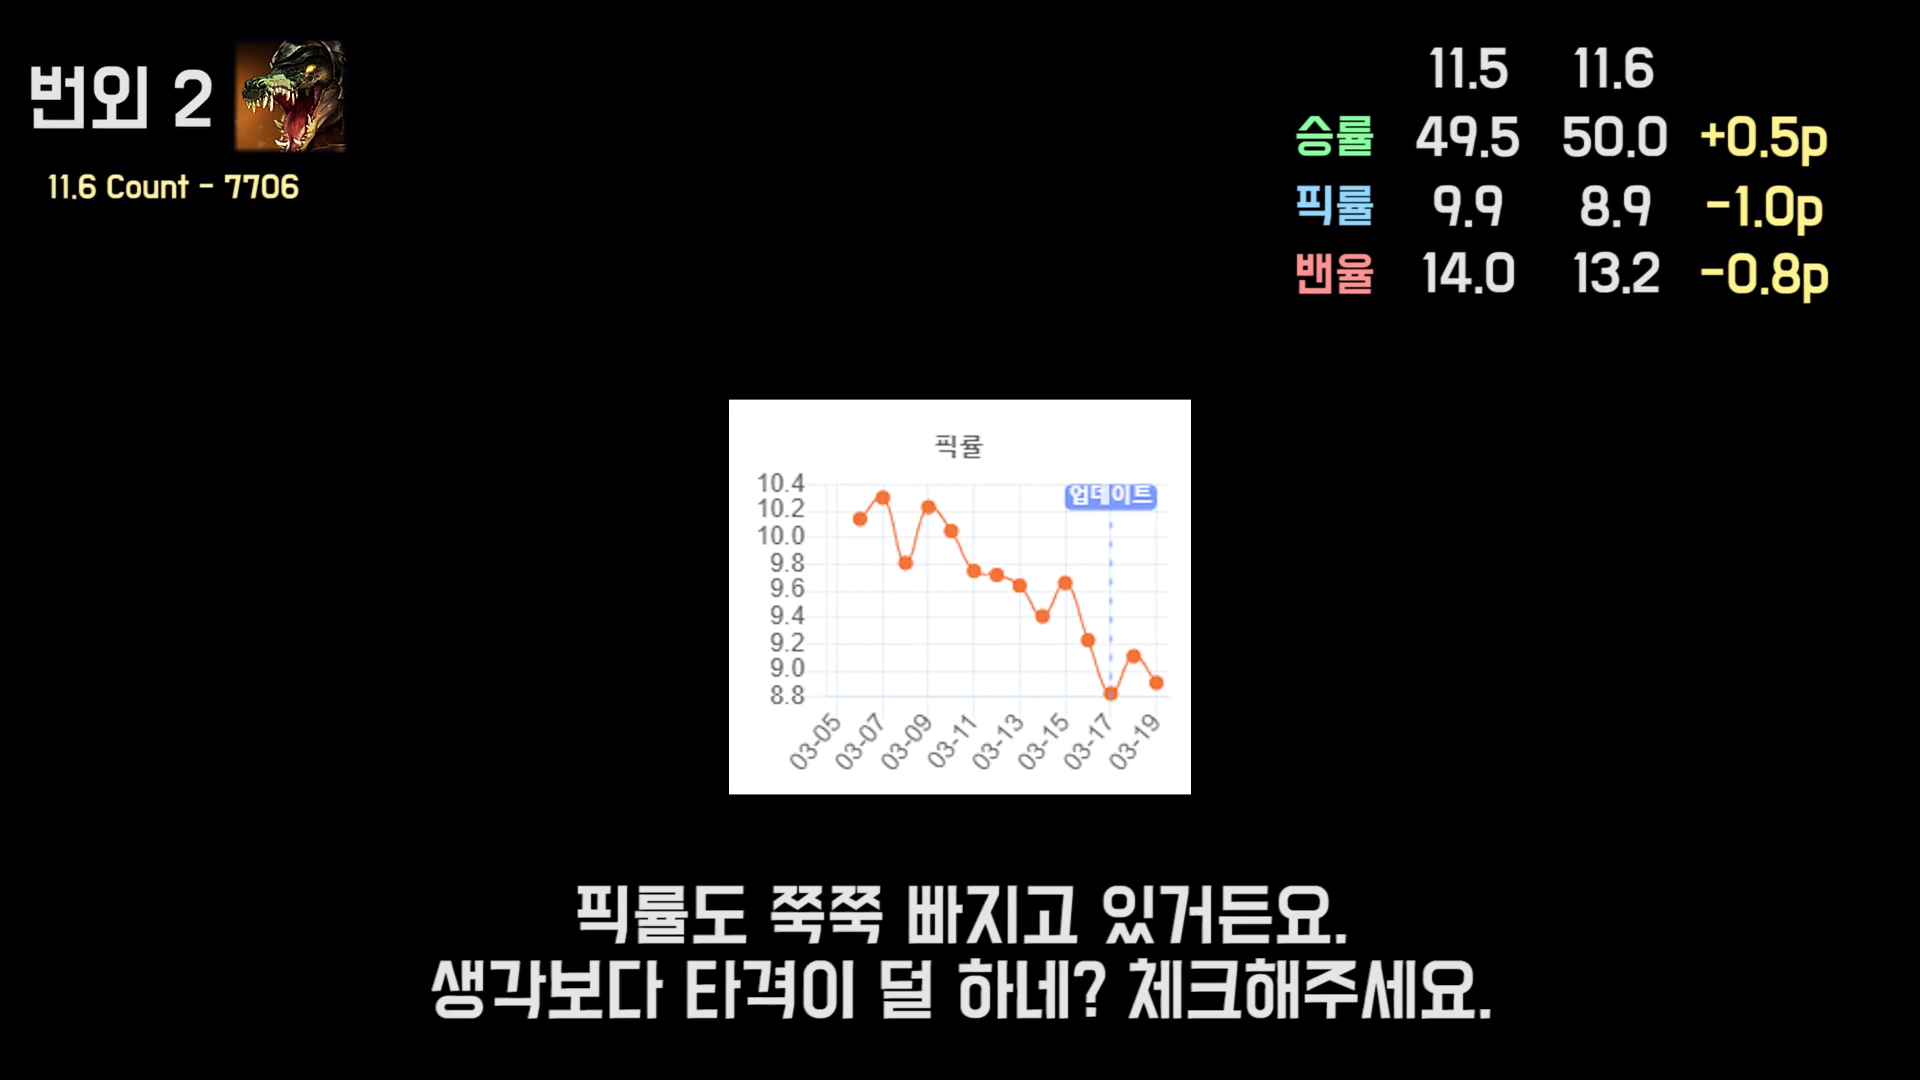 번외 2
11.6 Count - 7706
11.5 11.6
승률 49.5 50.0 +0.5p
픽률 9.9 8.9 -1.0p
밴율 14.0 13.2 -0.8p
픽률
업데이트
10.4
10.2
10.0
9.8
9.6
9.4
9.2
9.0
8.8
03-05 03-07 03-09 03-11 03-13 03-15 03-17 03-19
픽률도 쭉쭉 빠지고 있거든요.
생각보다 타격이 덜 하네? 체크해주세요.